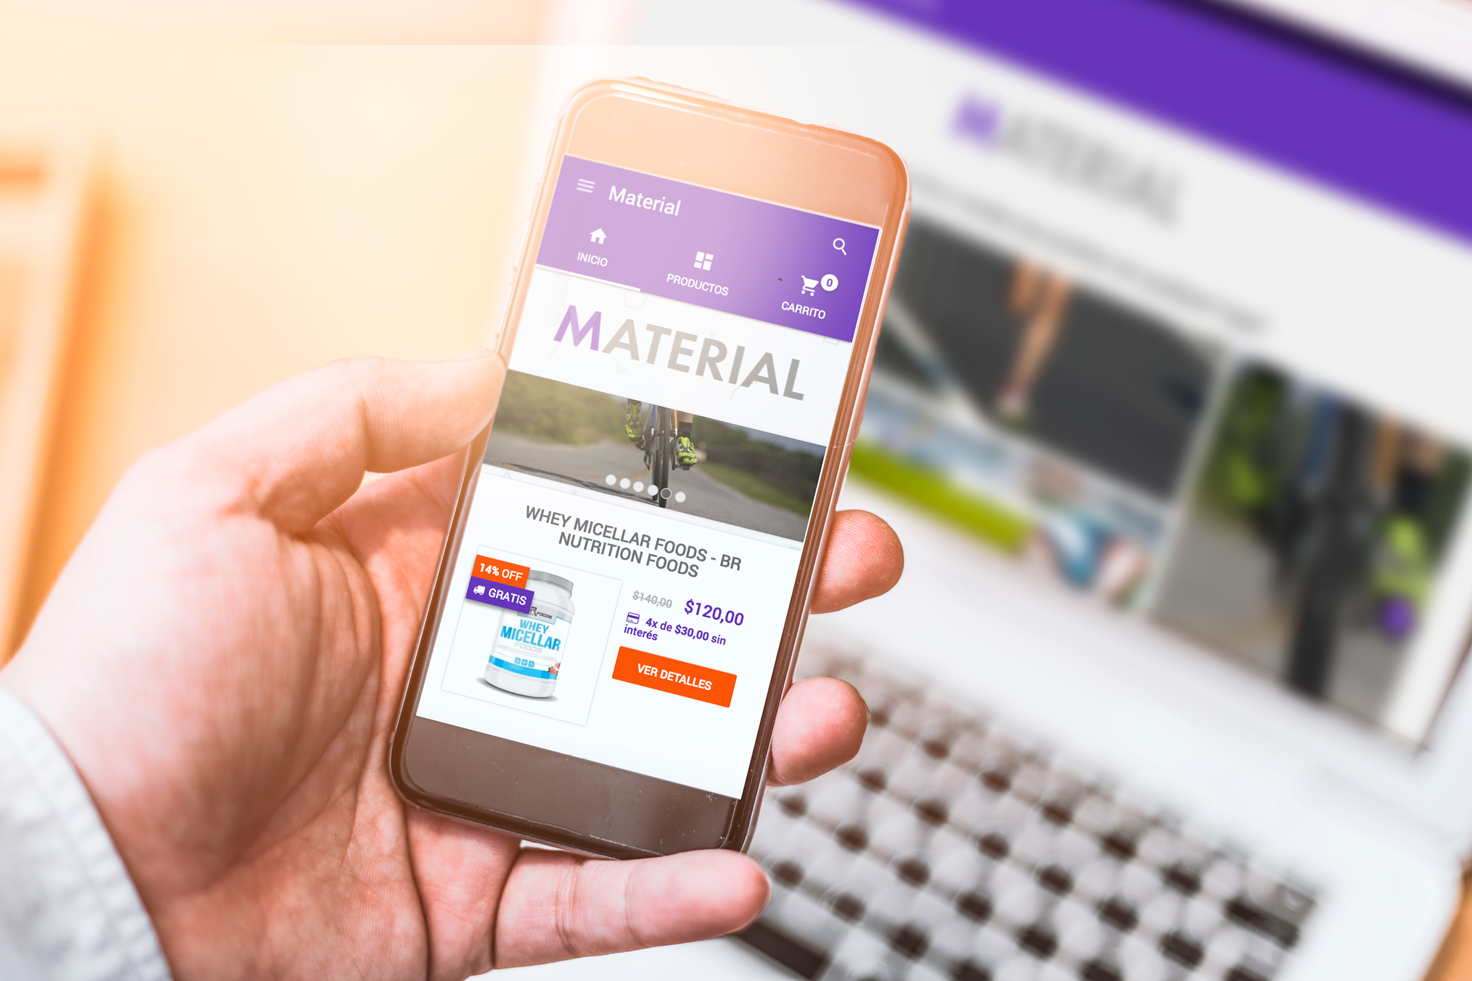 Material
INICIO
PRODUCTOS
0
CARRITO
MATERIAL
WHEY MICELLAR FOODS - BR
NUTRITION FOODS
14% OFF
GRATIS
WHEY
MICELLAR
FOODS
$140,00
$120,00
4x de $30,00 sin
interés
VER DETALLES
MATERIAL